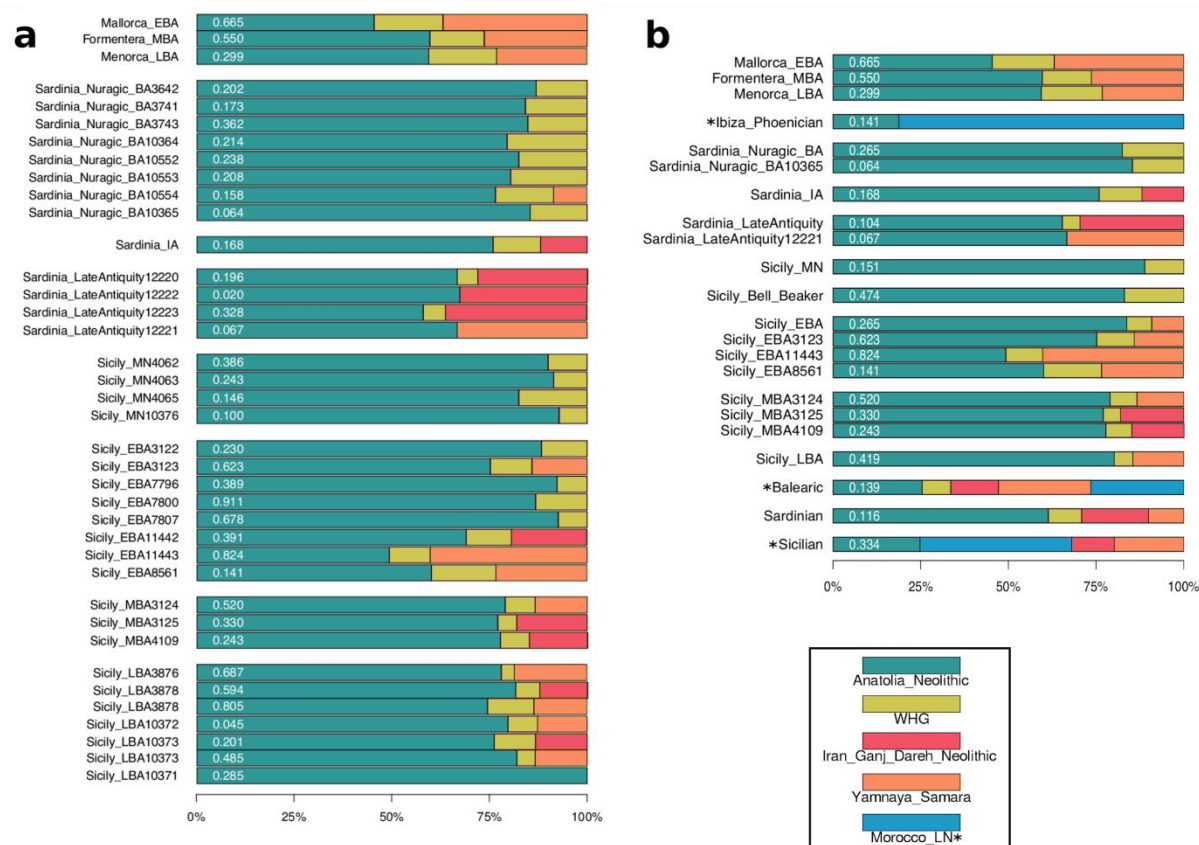 a
Mallorca_EBA 0.665
Formentera_MBA 0.550
Menorca_LBA 0.299
Sardinia_Nuragic_BA3642 0.202
Sardinia_Nuragic_BA3741 0.173
Sardinia_Nuragic_BA3743 0.362
Sardinia_Nuragic_BA10364 0.214
Sardinia_Nuragic_BA10552 0.238
Sardinia_Nuragic_BA10553 0.208
Sardinia_Nuragic_BA10554 0.158
Sardinia_Nuragic_BA10365 0.064
Sardinia_IA 0.168
Sardinia_LateAntiquity12220 0.196
Sardinia_LateAntiquity12222 0.020
Sardinia_LateAntiquity12223 0.328
Sardinia_LateAntiquity12221 0.067
Sicily_MN4062 0.386
Sicily_MN4063 0.243
Sicily_MN4065 0.146
Sicily_MN10376 0.100
Sicily_EBA3122 0.230
Sicily_EBA3123 0.623
Sicily_EBA7796 0.389
Sicily_EBA7800 0.911
Sicily_EBA7807 0.678
Sicily_EBA11442 0.391
Sicily_EBA11443 0.824
Sicily_EBA8561 0.141
Sicily_MBA3124 0.520
Sicily_MBA3125 0.330
Sicily_MBA4109 0.243
Sicily_LBA3876 0.687
Sicily_LBA3878 0.594
Sicily_LBA3878 0.805
Sicily_LBA10372 0.045
Sicily_LBA10373 0.201
Sicily_LBA10373 0.485
Sicily_LBA10371 0.285
0% 25% 50% 75% 100%
b
Mallorca_EBA 0.665
Formentera_MBA 0.550
Menorca_LBA 0.299
*Ibiza_Phoenician 0.141
Sardinia_Nuragic_BA 0.265
Sardinia_Nuragic_BA10365 0.064
Sardinia_IA 0.168
Sardinia_LateAntiquity 0.104
Sardinia_LateAntiquity12221 0.067
Sicily_MN 0.151
Sicily_Bell_Beaker 0.474
Sicily_EBA 0.265
Sicily_EBA3123 0.623
Sicily_EBA11443 0.824
Sicily_EBA8561 0.141
Sicily_MBA3124 0.520
Sicily_MBA3125 0.330
Sicily_MBA4109 0.243
Sicily_LBA 0.419
*Balearic 0.139
Sardinian 0.116
*Sicilian 0.334
0% 25% 50% 75% 100%
Anatolia_Neolithic
WHG
Iran_Ganj_Dareh_Neolithic
Yamnaya_Samara
Morocco_LN*